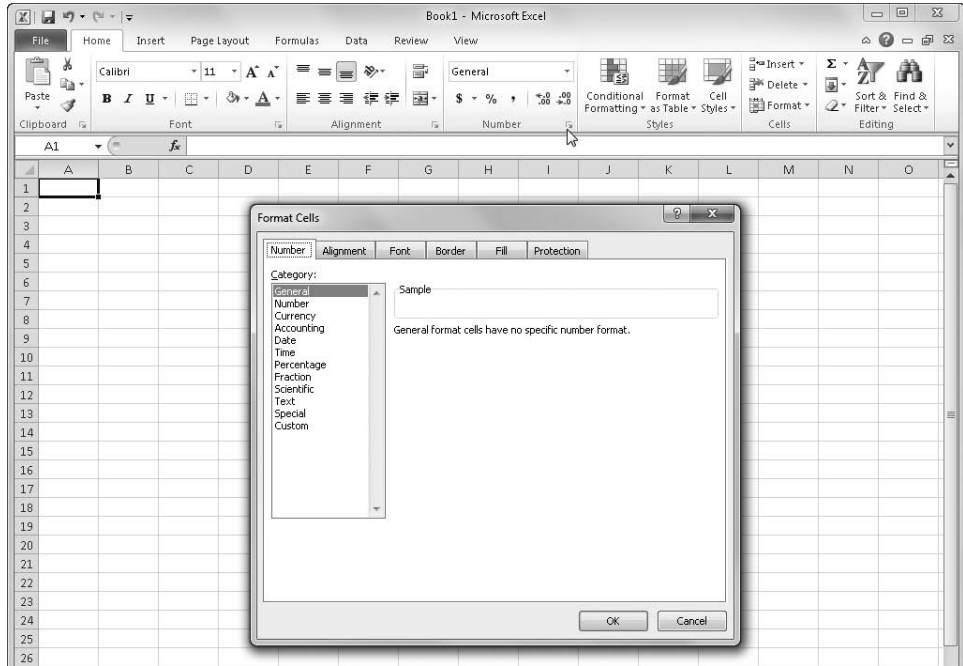 Book1 - Microsoft Excel
File Home Insert Page Layout Formulas Data Review View
Paste
Clipboard
Calibri 11 A A
B I U A
Font
Alignment
General
$ % , .0 .00 .00 .0
Number
Conditional Formatting
Format as Table
Cell Styles
Styles
Insert
Delete
Format
Cells
Σ
Sort & Filter
Find & Select
Editing
A1 fx
A B C D E F G H I J K L M N O
1
2
3
4
5
6
7
8
9
10
11
12
13
14
15
16
17
18
19
20
21
22
23
24
25
26
Format Cells
Number Alignment Font Border Fill Protection
Category:
General
Number
Currency
Accounting
Date
Time
Percentage
Fraction
Scientific
Text
Special
Custom
Sample
General format cells have no specific number format.
OK Cancel